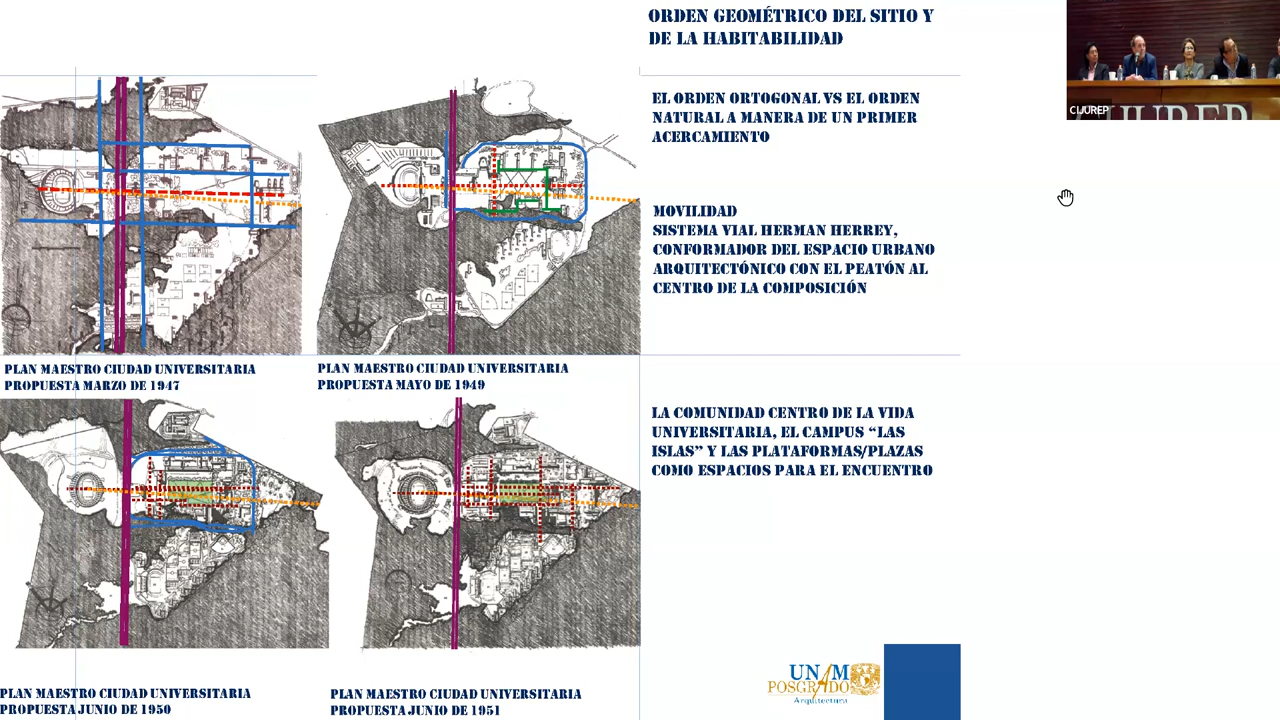 ORDEN GEOMÉTRICO DEL SITIO Y
DE LA HABITABILIDAD
EL ORDEN ORTOGONAL VS EL ORDEN
NATURAL A MANERA DE UN PRIMER
ACERCAMIENTO
MOVILIDAD
SISTEMA VIAL HERMAN HERREY,
CONFORMADOR DEL ESPACIO URBANO
ARQUITECTÓNICO CON EL PEATÓN AL
CENTRO DE LA COMPOSICIÓN
LA COMUNIDAD CENTRO DE LA VIDA
UNIVERSITARIA, EL CAMPUS “LAS
ISLAS” Y LAS PLATAFORMAS/PLAZAS
COMO ESPACIOS PARA EL ENCUENTRO
PLAN MAESTRO CIUDAD UNIVERSITARIA
PROPUESTA MARZO DE 1947
PLAN MAESTRO CIUDAD UNIVERSITARIA
PROPUESTA MAYO DE 1949
PLAN MAESTRO CIUDAD UNIVERSITARIA
PROPUESTA JUNIO DE 1950
PLAN MAESTRO CIUDAD UNIVERSITARIA
PROPUESTA JUNIO DE 1951
UNAM
POSGRADO
Arquitectura
CIJUREP
CIJUREP